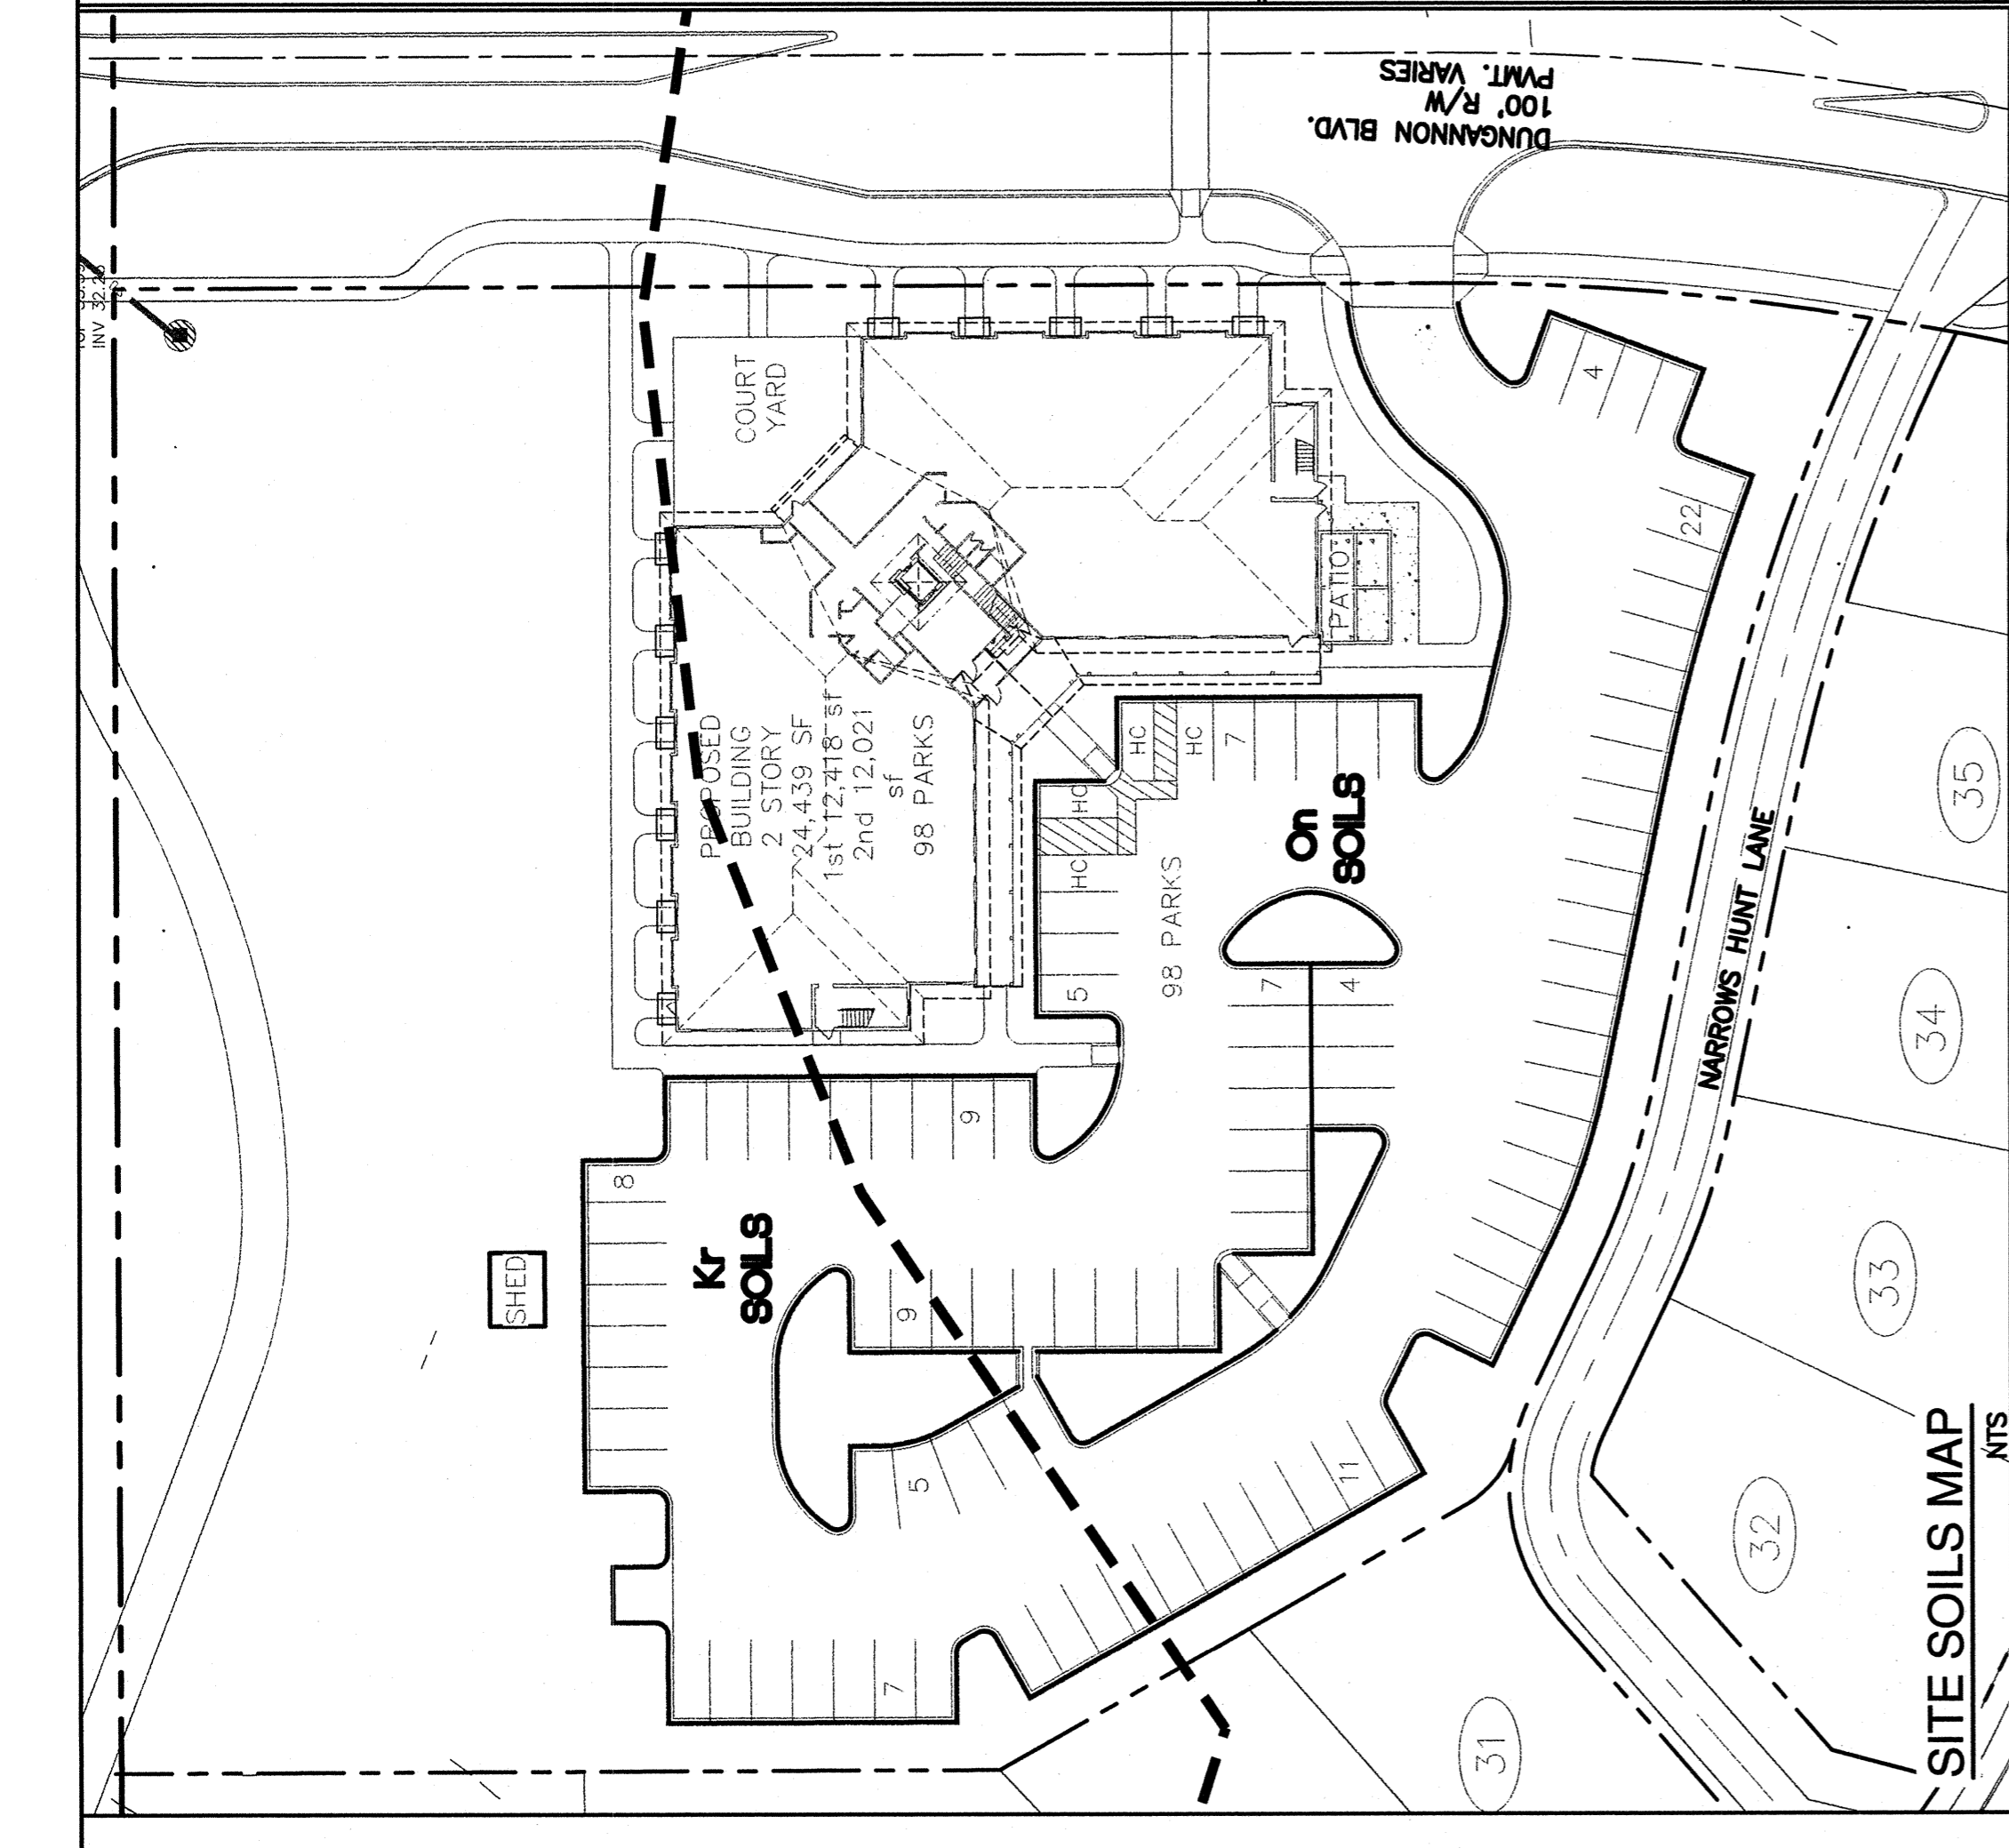 DUNGANNON BLVD.
100' R/W
PVMT. VARIES
INV 32.25
COURT
YARD
PATIO
PROPOSED
BUILDING
2 STORY
24,439 SF
1st 12,418 sf
2nd 12,021
sf
98 PARKS
HC
HC
7
HC
HC
5
98 PARKS
On
SOILS
7
4
4
22
9
8
SHED
Kr
SOILS
9
5
11
7
NARROWS HUNT LANE
35
34
33
32
31
SITE SOILS MAP
NTS